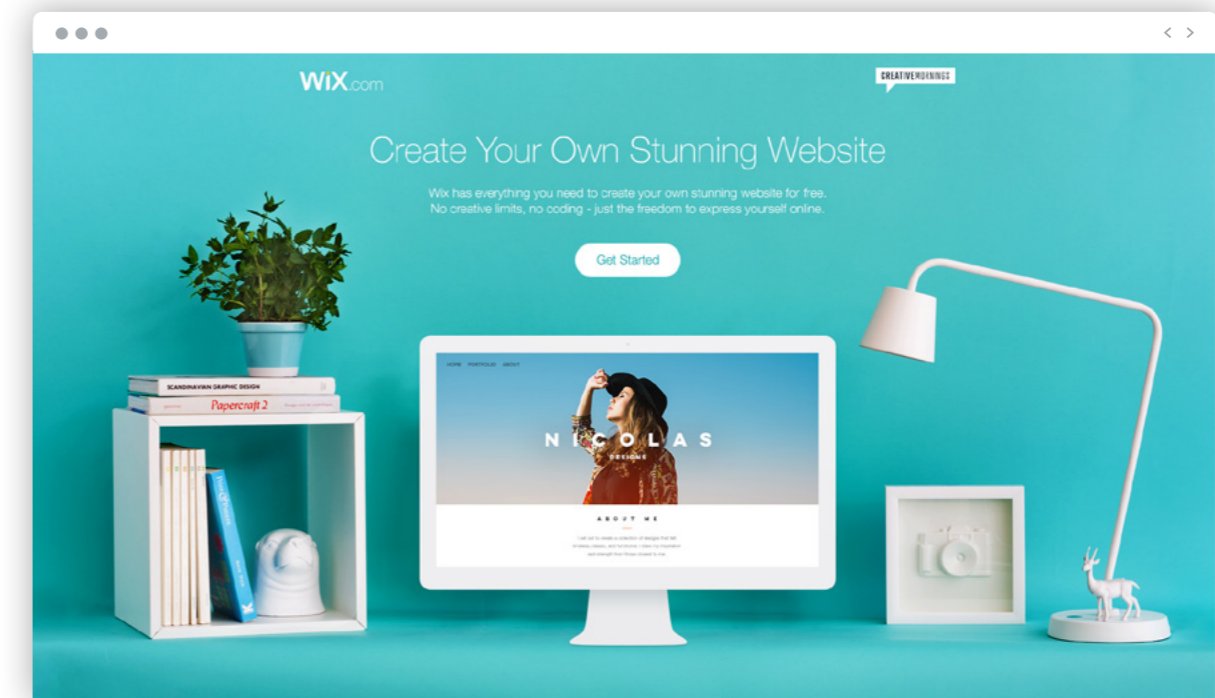 WiX.com
CREATIVEMORNINGS
Create Your Own Stunning Website
Wix has everything you need to create your own stunning website for free.
No creative limits, no coding - just the freedom to express yourself online.
Get Started
HOME PORTFOLIO ABOUT
NICOLAS
DESIGNS
SCANDINAVIAN GRAPHIC DESIGN
Papercraft 2
ABOUT ME